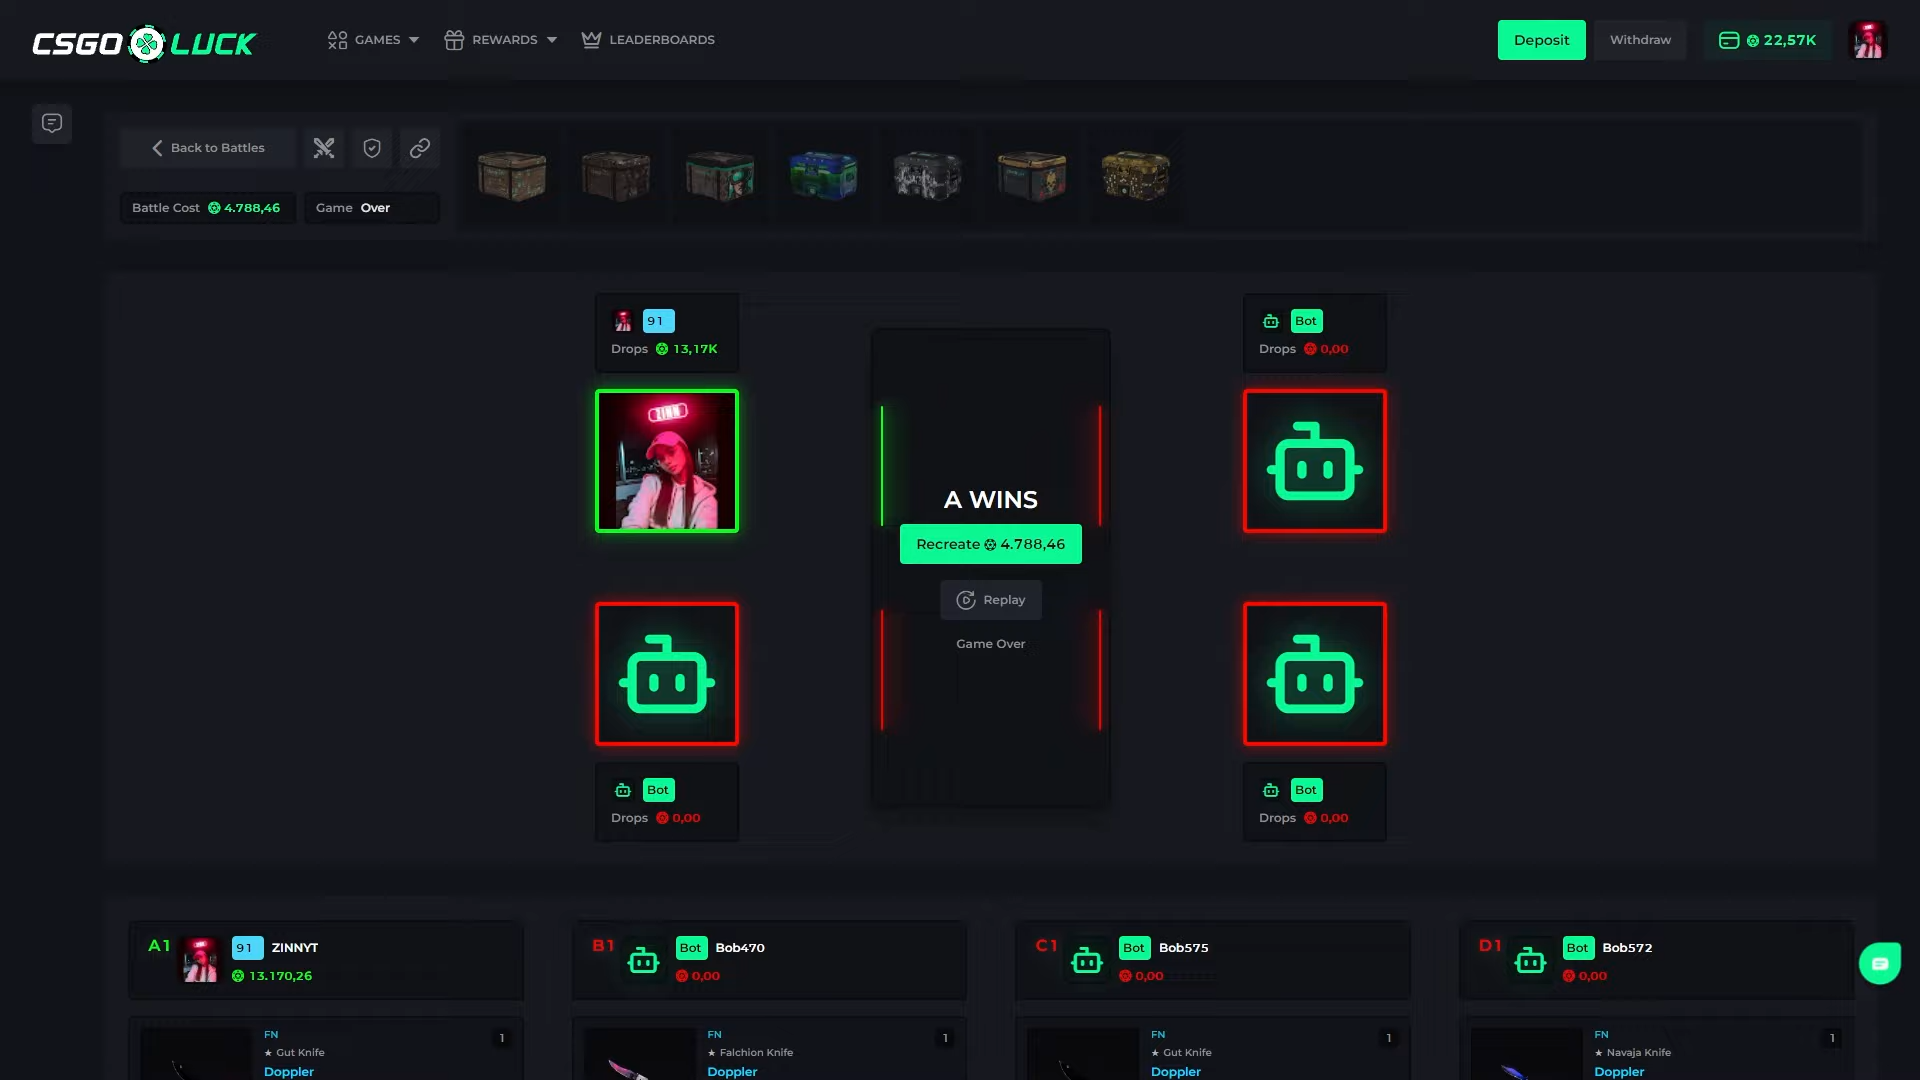 CSGO LUCK
GAMES
REWARDS
LEADERBOARDS
Deposit
Withdraw
22,57K
Back to Battles
Battle Cost 4.788,46
Game Over
91
Drops 13,17K
Bot
Drops 0,00
ZINN
A WINS
Recreate 4.788,46
Replay
Game Over
Bot
Drops 0,00
Bot
Drops 0,00
A1 91 ZINNYT
13.170,26
B1 Bot Bob470
0,00
C1 Bot Bob575
0,00
D1 Bot Bob572
0,00
FN 1
★ Gut Knife
Doppler
FN 1
★ Falchion Knife
Doppler
FN 1
★ Gut Knife
Doppler
FN 1
★ Navaja Knife
Doppler